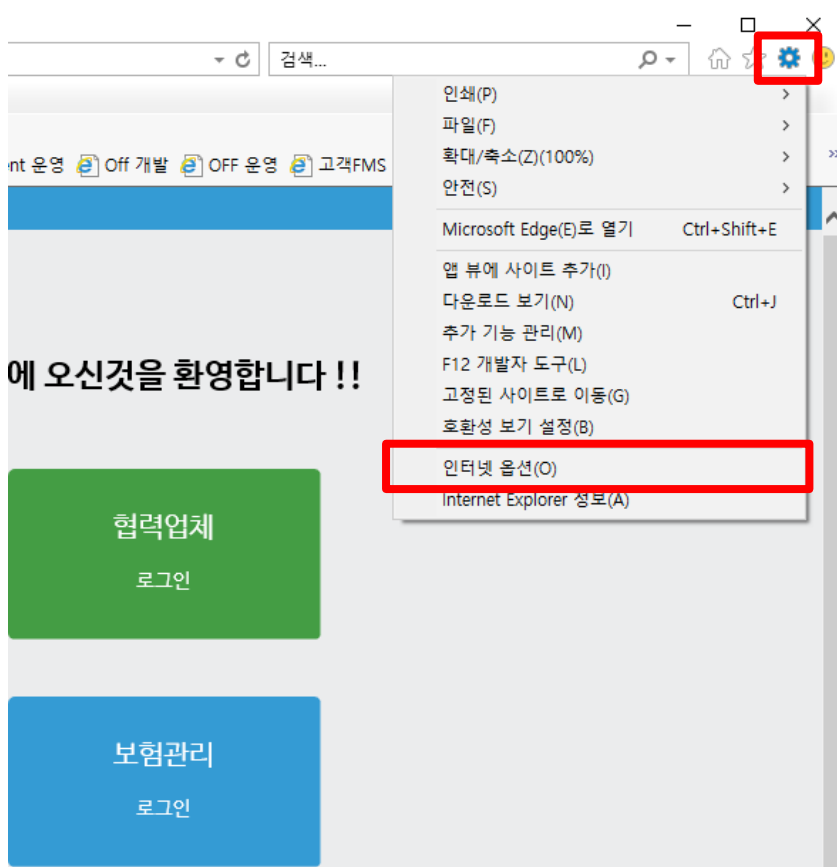 검색...
인쇄(P)
파일(F)
확대/축소(Z)(100%)
안전(S)
nt 운영 Off 개발 OFF 운영 고객FMS
Microsoft Edge(E)로 열기 Ctrl+Shift+E
앱 뷰에 사이트 추가(I)
다운로드 보기(N) Ctrl+J
추가 기능 관리(M)
F12 개발자 도구(L)
고정된 사이트로 이동(G)
호환성 보기 설정(B)
인터넷 옵션(O)
Internet Explorer 정보(A)
에 오신것을 환영합니다 !!
협력업체
로그인
보험관리
로그인